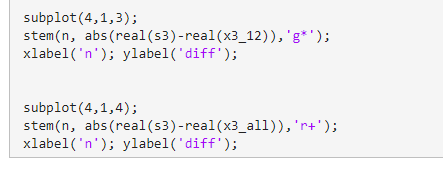 subplot(4,1,3);
stem(n, abs(real(s3)-real(x3_12)),'g*');
xlabel('n'); ylabel('diff');
subplot(4,1,4);
stem(n, abs(real(s3)-real(x3_all)),'r+');
xlabel('n'); ylabel('diff');